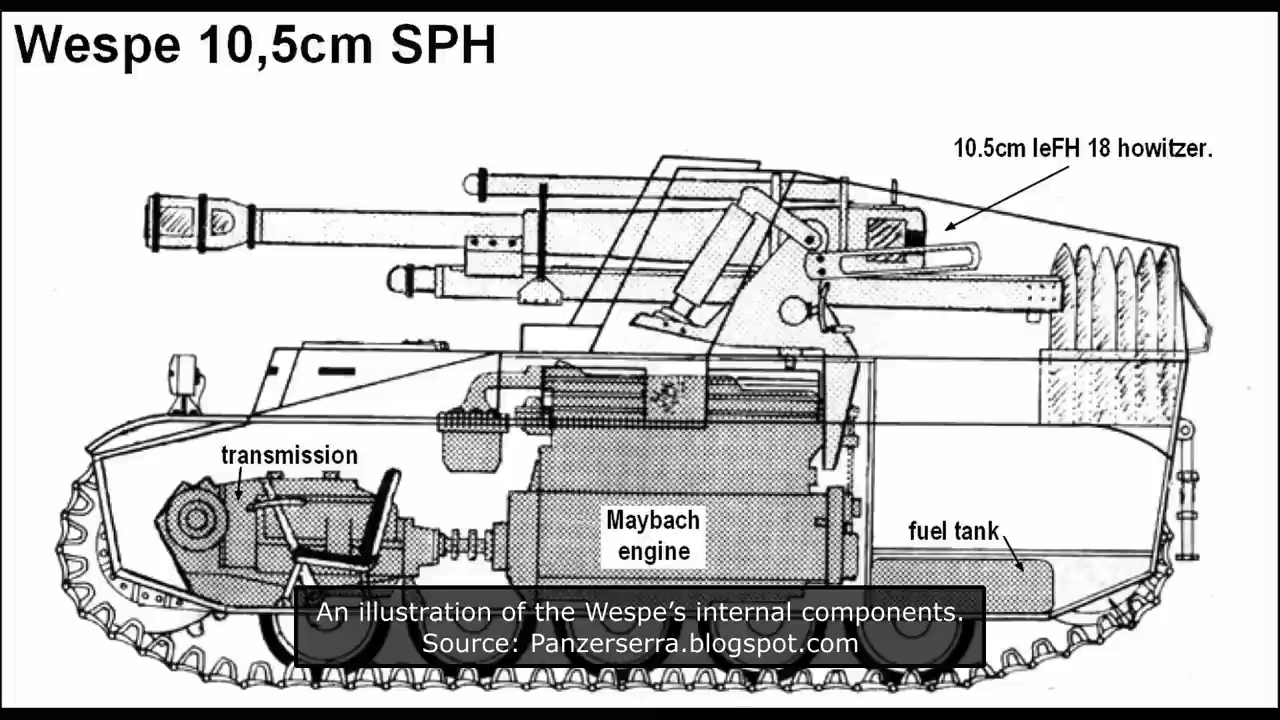 Wespe 10,5cm SPH
10.5cm leFH 18 howitzer.
transmission
Maybach
engine
fuel tank
An illustration of the Wespe’s internal components.
Source: Panzerserra.blogspot.com